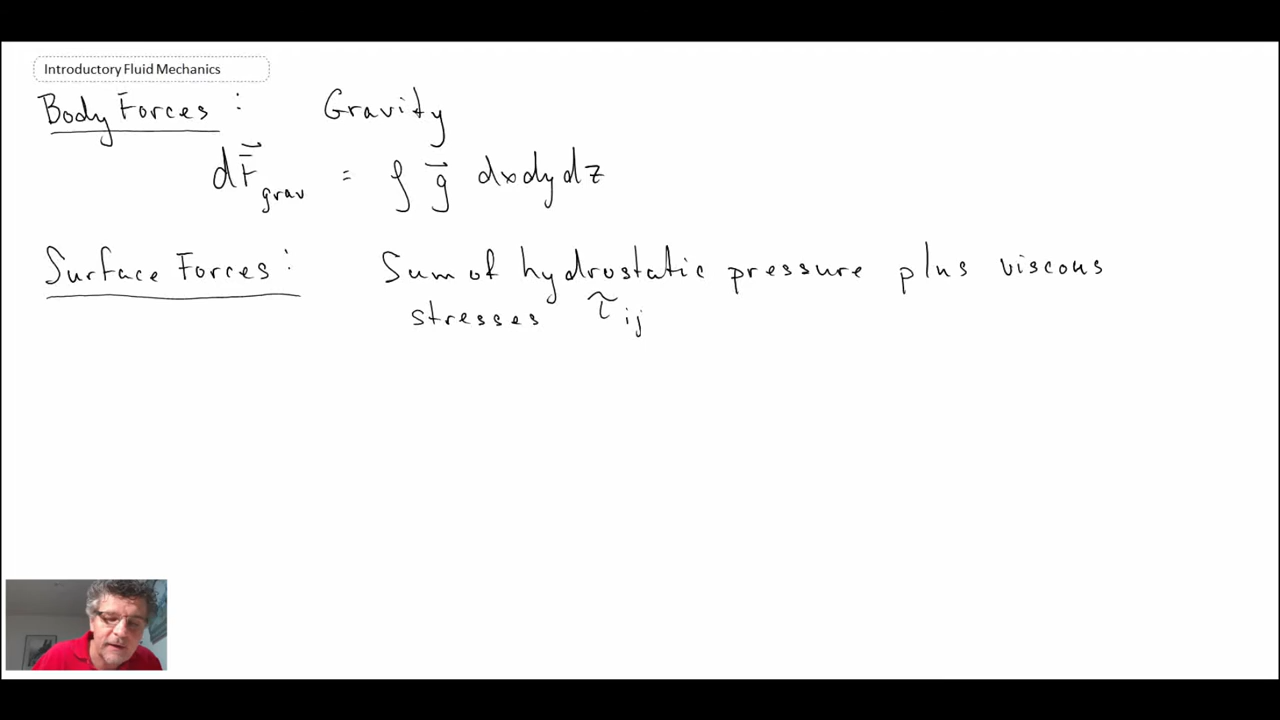 Introductory Fluid Mechanics
Body Forces : Gravity
dF⃗grav = ρ g⃗ dxdydz
Surface Forces : Sum of hydrostatic pressure plus viscous
stresses τij